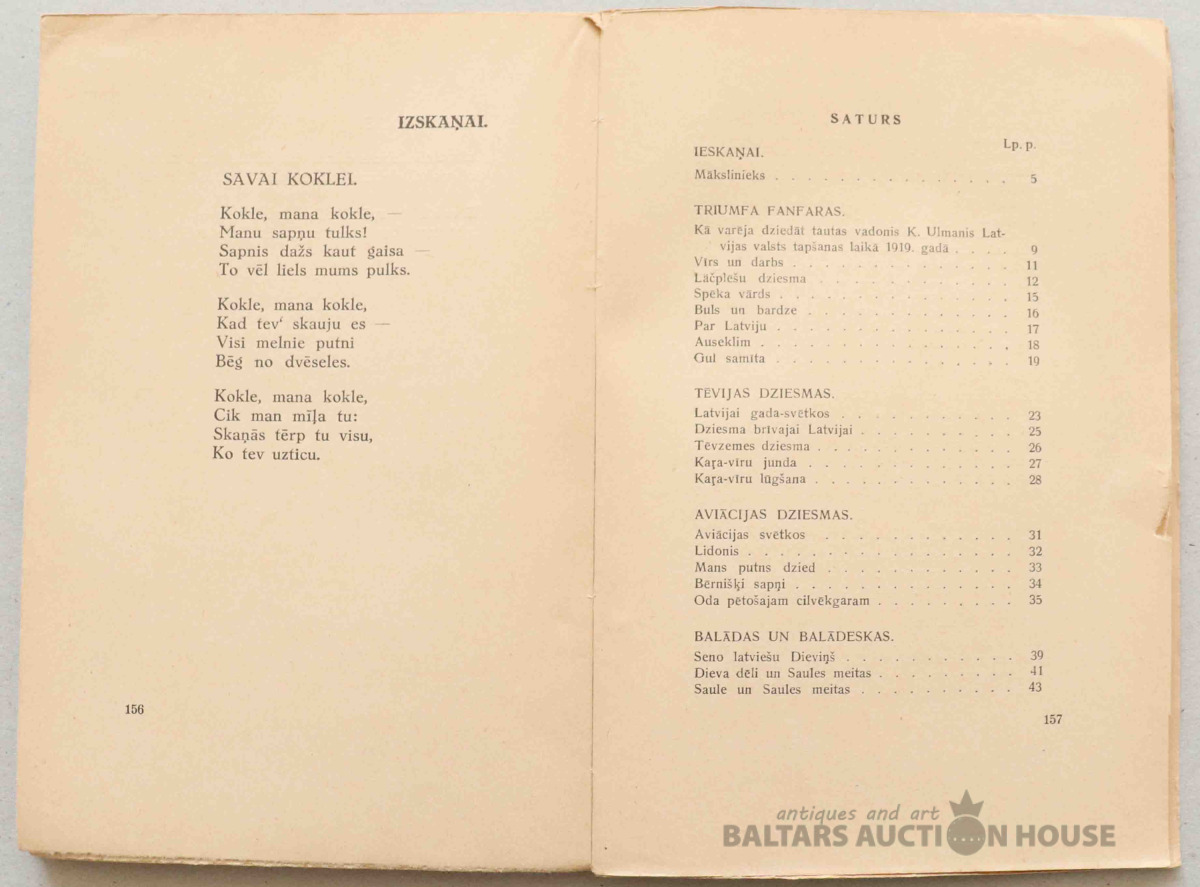 IZSKAŅAI.
SAVAI KOKLEI.
Kokle, mana kokle, —
Manu sapņu tulks!
Sapnis dažs kaut gaisa —
To vēl liels mums pulks.
Kokle, mana kokle,
Kad tev‘ skauju es —
Visi melnie putni
Bēg no dvēseles.
Kokle, mana kokle,
Cik man mīļa tu:
Skaņās tērp tu visu,
Ko tev uzticu.
156
SATURS
Lp. p.
IESKAŅAI.
Mākslinieks . . . . . . . . . . . . . . . 5
TRIUMFA FANFARAS.
Kā varēja dziedāt tautas vadonis K. Ulmanis Lat-
vijas valsts tapšanas laikā 1919. gadā . . . . 9
Vīrs un darbs . . . . . . . . . . . . . 11
Lāčplešu dziesma . . . . . . . . . . . . 12
Spēka vārds . . . . . . . . . . . . . . 15
Buls un bardze . . . . . . . . . . . . . 16
Par Latviju . . . . . . . . . . . . . . 17
Auseklim . . . . . . . . . . . . . . . 18
Gul samīta . . . . . . . . . . . . . . 19
TĒVIJAS DZIESMAS.
Latvijai gada-svētkos . . . . . . . . . . . 23
Dziesma brīvajai Latvijai . . . . . . . . . . 25
Tēvzemes dziesma . . . . . . . . . . . . 26
Kaŗa-vīru junda . . . . . . . . . . . . . 27
Kaŗa-vīru lūgšana . . . . . . . . . . . . 28
AVIĀCIJAS DZIESMAS.
Aviācijas svētkos . . . . . . . . . . . . 31
Lidonis . . . . . . . . . . . . . . . . 32
Mans putns dzied . . . . . . . . . . . . 33
Bērnišķi sapņi . . . . . . . . . . . . . 34
Oda pētošajam cilvēkgaram . . . . . . . . . 35
BALĀDAS UN BALĀDESKAS.
Seno latviešu Dieviņš . . . . . . . . . . . 39
Dieva dēli un Saules meitas . . . . . . . . . 41
Saule un Saules meitas . . . . . . . . . . 43
157
antiques and art
BALTARS AUCTION HOUSE